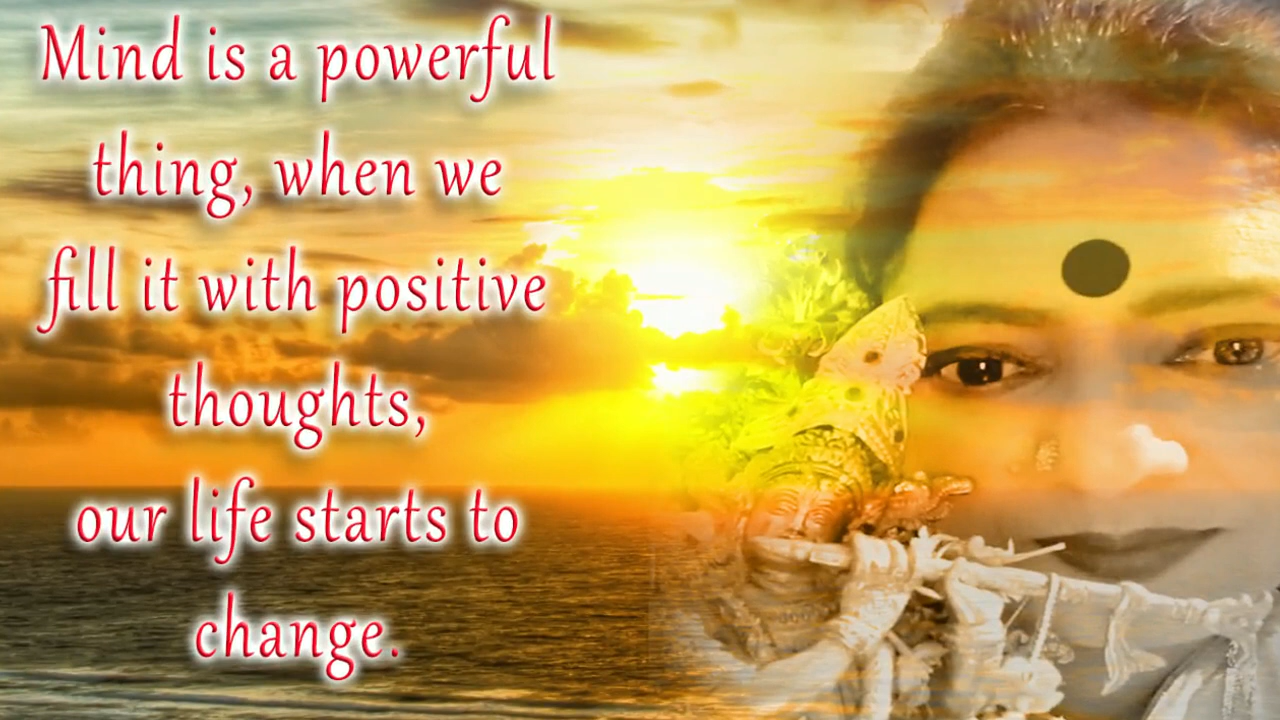 Mind is a powerful
thing, when we
fill it with positive
thoughts,
our life starts to
change.